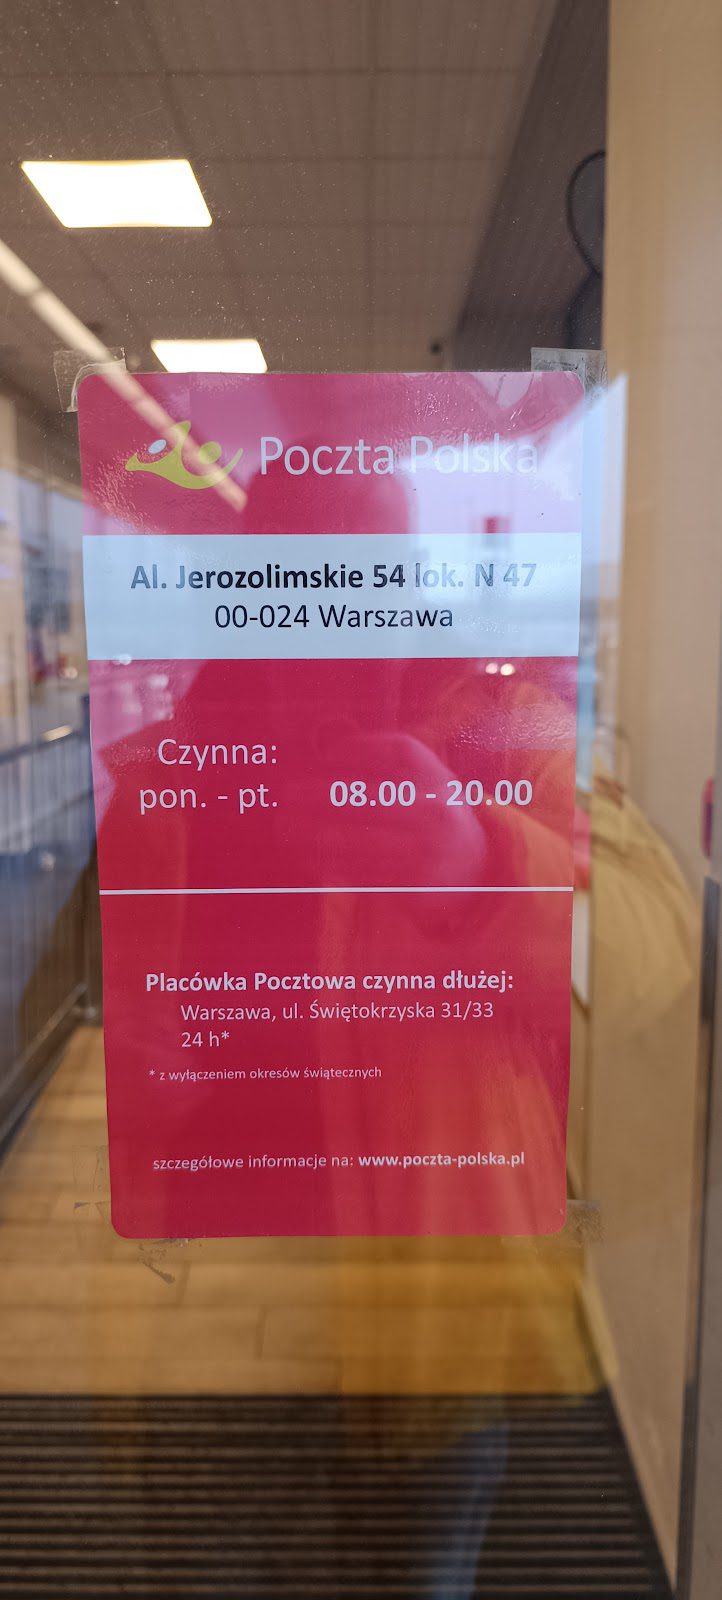 Poczta Polska
Al. Jerozolimskie 54 lok. N 47
00-024 Warszawa
Czynna:
pon. - pt. 08.00 - 20.00
Placówka Pocztowa czynna dłużej:
Warszawa, ul. Świętokrzyska 31/33
24 h*
* z wyłączeniem okresów świątecznych
szczegółowe informacje na: www.poczta-polska.pl